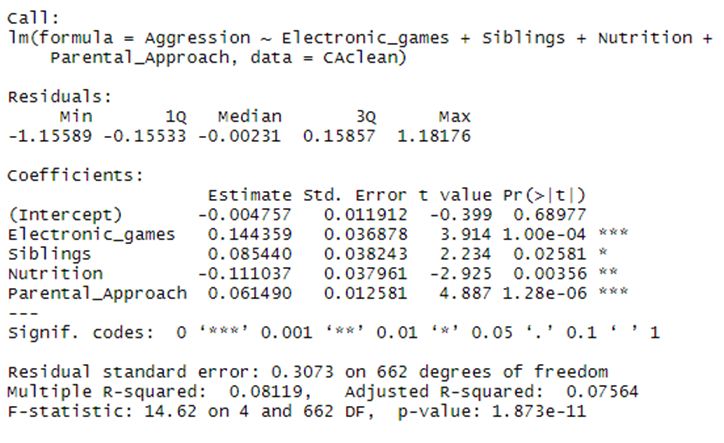 Call:
lm(formula = Aggression ~ Electronic_games + Siblings + Nutrition +
    Parental_Approach, data = CAclean)
Residuals:
     Min       1Q   Median       3Q      Max
-1.15589 -0.15533 -0.00231  0.15857  1.18176
Coefficients:
                   Estimate Std. Error t value Pr(>|t|)
(Intercept)       -0.004757   0.011912  -0.399  0.68977
Electronic_games   0.144359   0.036878   3.914 1.00e-04 ***
Siblings           0.085440   0.038243   2.234  0.02581 *
Nutrition         -0.111037   0.037961  -2.925  0.00356 **
Parental_Approach  0.061490   0.012581   4.887 1.28e-06 ***
---
Signif. codes:  0 ‘***’ 0.001 ‘**’ 0.01 ‘*’ 0.05 ‘.’ 0.1 ‘ ’ 1
Residual standard error: 0.3073 on 662 degrees of freedom
Multiple R-squared:  0.08119,   Adjusted R-squared:  0.07564
F-statistic: 14.62 on 4 and 662 DF,  p-value: 1.873e-11